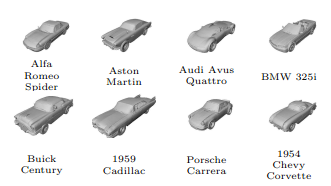 Alfa
Romeo
Spider
Aston
Martin
Audi Avus
Quattro
BMW 325i
Buick
Century
1959
Cadillac
Porsche
Carrera
1954
Chevy
Corvette